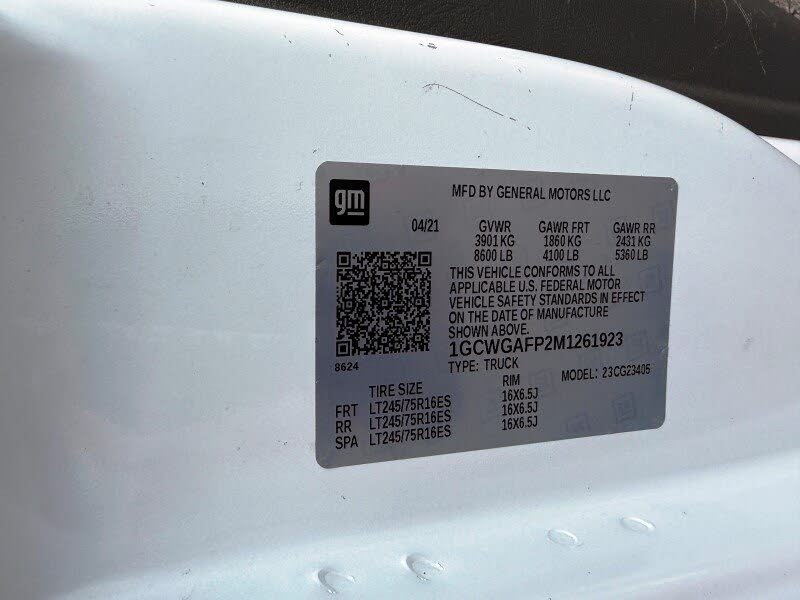 gm
MFD BY GENERAL MOTORS LLC
04/21 GVWR GAWR FRT GAWR RR
3901 KG 1860 KG 2431 KG
8600 LB 4100 LB 5360 LB
THIS VEHICLE CONFORMS TO ALL
APPLICABLE U.S. FEDERAL MOTOR
VEHICLE SAFETY STANDARDS IN EFFECT
ON THE DATE OF MANUFACTURE
SHOWN ABOVE.
1GCWGAFP2M1261923
8624
TYPE: TRUCK MODEL: 23CG23405
TIRE SIZE RIM
FRT LT245/75R16ES 16X6.5J
RR LT245/75R16ES 16X6.5J
SPA LT245/75R16ES 16X6.5J